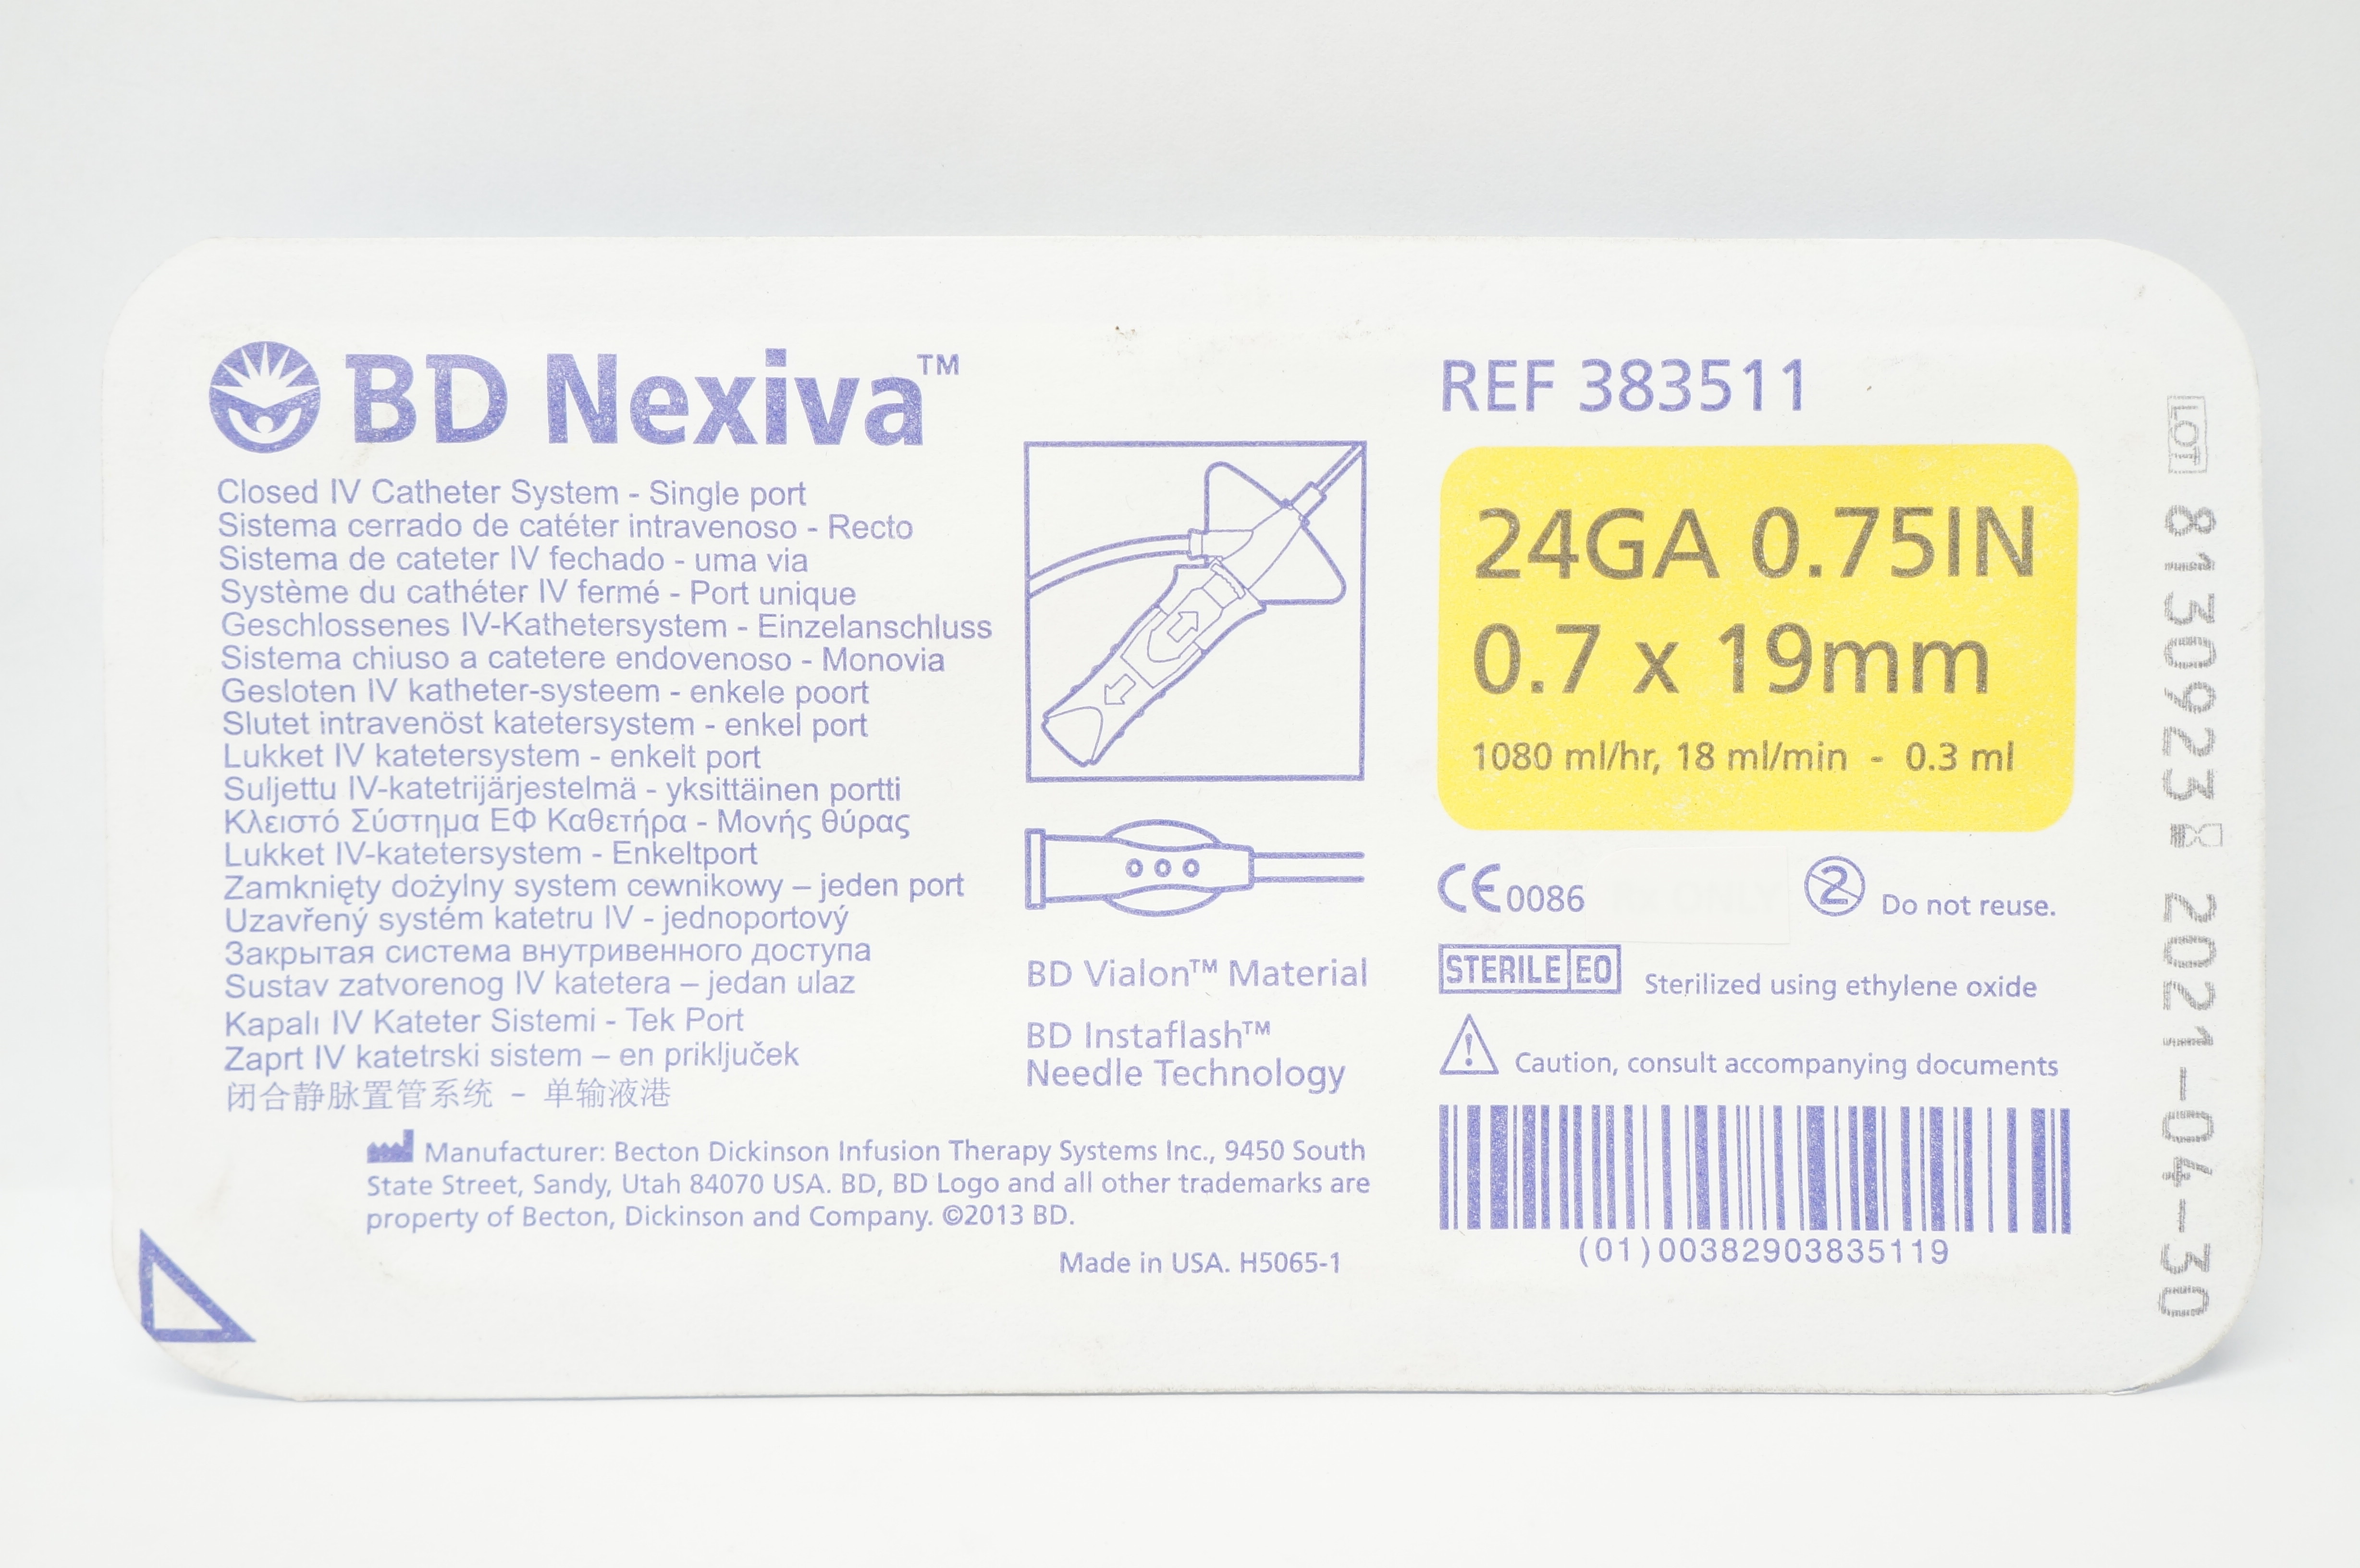 BD Nexiva™
Closed IV Catheter System - Single port
Sistema cerrado de catéter intravenoso - Recto
Sistema de cateter IV fechado - uma via
Système du cathéter IV fermé - Port unique
Geschlossenes IV-Kathetersystem - Einzelanschluss
Sistema chiuso a catetere endovenoso - Monovia
Gesloten IV katheter-systeem - enkele poort
Slutet intravenöst katetersystem - enkel port
Lukket IV katetersystem - enkelt port
Suljettu IV-katetrijärjestelmä - yksittäinen portti
Κλειστό Σύστημα ΕΦ Καθετήρα - Μονής θύρας
Lukket IV-katetersystem - Enkeltport
Zamknięty dożylny system cewnikowy – jeden port
Uzavřený systém katetru IV - jednoportový
Закрытая система внутривенного доступа
Sustav zatvorenog IV katetera – jedan ulaz
Kapalı IV Kateter Sistemi - Tek Port
Zaprt IV katetrski sistem – en priključek
闭合静脉置管系统 - 单输液港
BD Vialon™ Material
BD Instaflash™
Needle Technology
Manufacturer: Becton Dickinson Infusion Therapy Systems Inc., 9450 South
State Street, Sandy, Utah 84070 USA. BD, BD Logo and all other trademarks are
property of Becton, Dickinson and Company. ©2013 BD.
Made in USA. H5065-1
REF 383511
24GA 0.75IN
0.7 x 19mm
1080 ml/hr, 18 ml/min - 0.3 ml
CE 0086
2 Do not reuse.
STERILE EO Sterilized using ethylene oxide
! Caution, consult accompanying documents
(01)00382903835119
LOT 8130923 2021-04-30